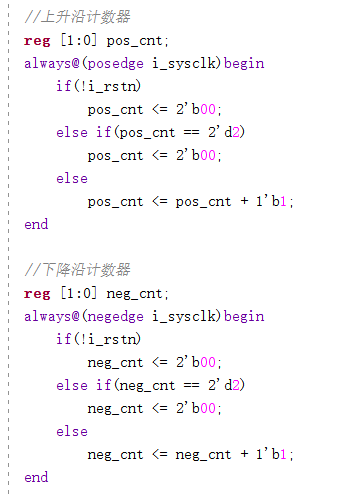 //上升沿计数器
reg [1:0] pos_cnt;
always@(posedge i_sysclk)begin
if(!i_rstn)
pos_cnt <= 2'b00;
else if(pos_cnt == 2'd2)
pos_cnt <= 2'b00;
else
pos_cnt <= pos_cnt + 1'b1;
end
//下降沿计数器
reg [1:0] neg_cnt;
always@(negedge i_sysclk)begin
if(!i_rstn)
neg_cnt <= 2'b00;
else if(neg_cnt == 2'd2)
neg_cnt <= 2'b00;
else
neg_cnt <= neg_cnt + 1'b1;
end